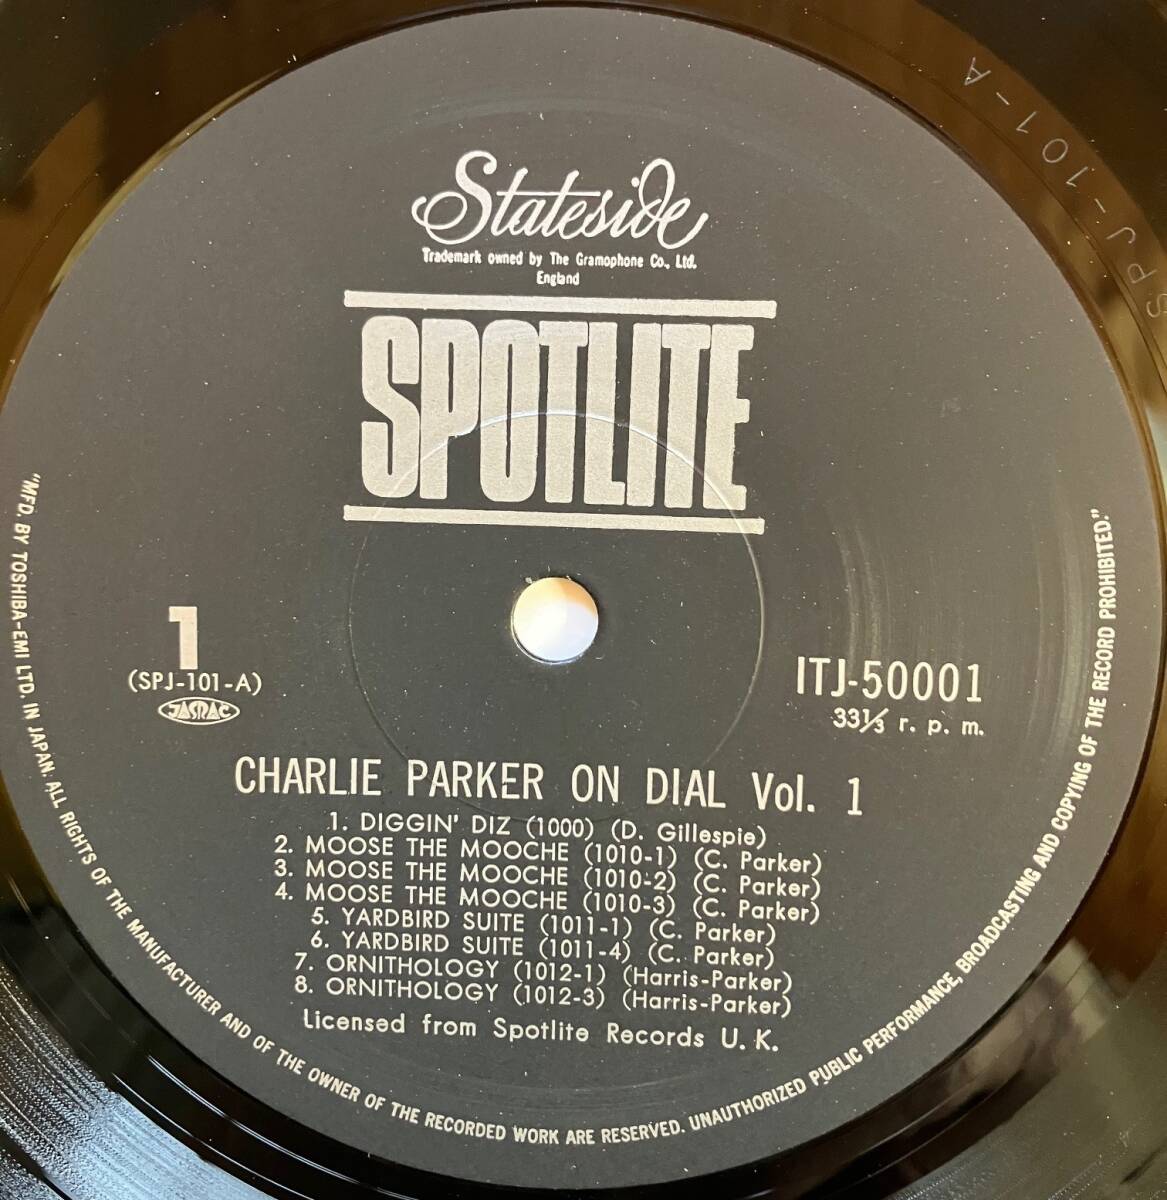 Stateside
Trademark owned by The Gramophone Co., Ltd.
England
SPOTLITE
1
(SPJ-101-A)
JASRAC
ITJ-50001
33⅓ r. p. m.
CHARLIE PARKER ON DIAL Vol. 1
1. DIGGIN' DIZ (1000) (D. Gillespie)
2. MOOSE THE MOOCHE (1010-1) (C. Parker)
3. MOOSE THE MOOCHE (1010-2) (C. Parker)
4. MOOSE THE MOOCHE (1010-3) (C. Parker)
5. YARDBIRD SUITE (1011-1) (C. Parker)
6. YARDBIRD SUITE (1011-4) (C. Parker)
7. ORNITHOLOGY (1012-1) (Harris-Parker)
8. ORNITHOLOGY (1012-3) (Harris-Parker)
Licensed from Spotlite Records U. K.
"MFD. BY TOSHIBA-EMI LTD. IN JAPAN. ALL RIGHTS OF THE MANUFACTURER AND OF THE OWNER OF THE RECORDED WORK ARE RESERVED. UNAUTHORIZED PUBLIC PERFORMANCE, BROADCASTING AND COPYING OF THE RECORD PROHIBITED."
SPJ-101-A